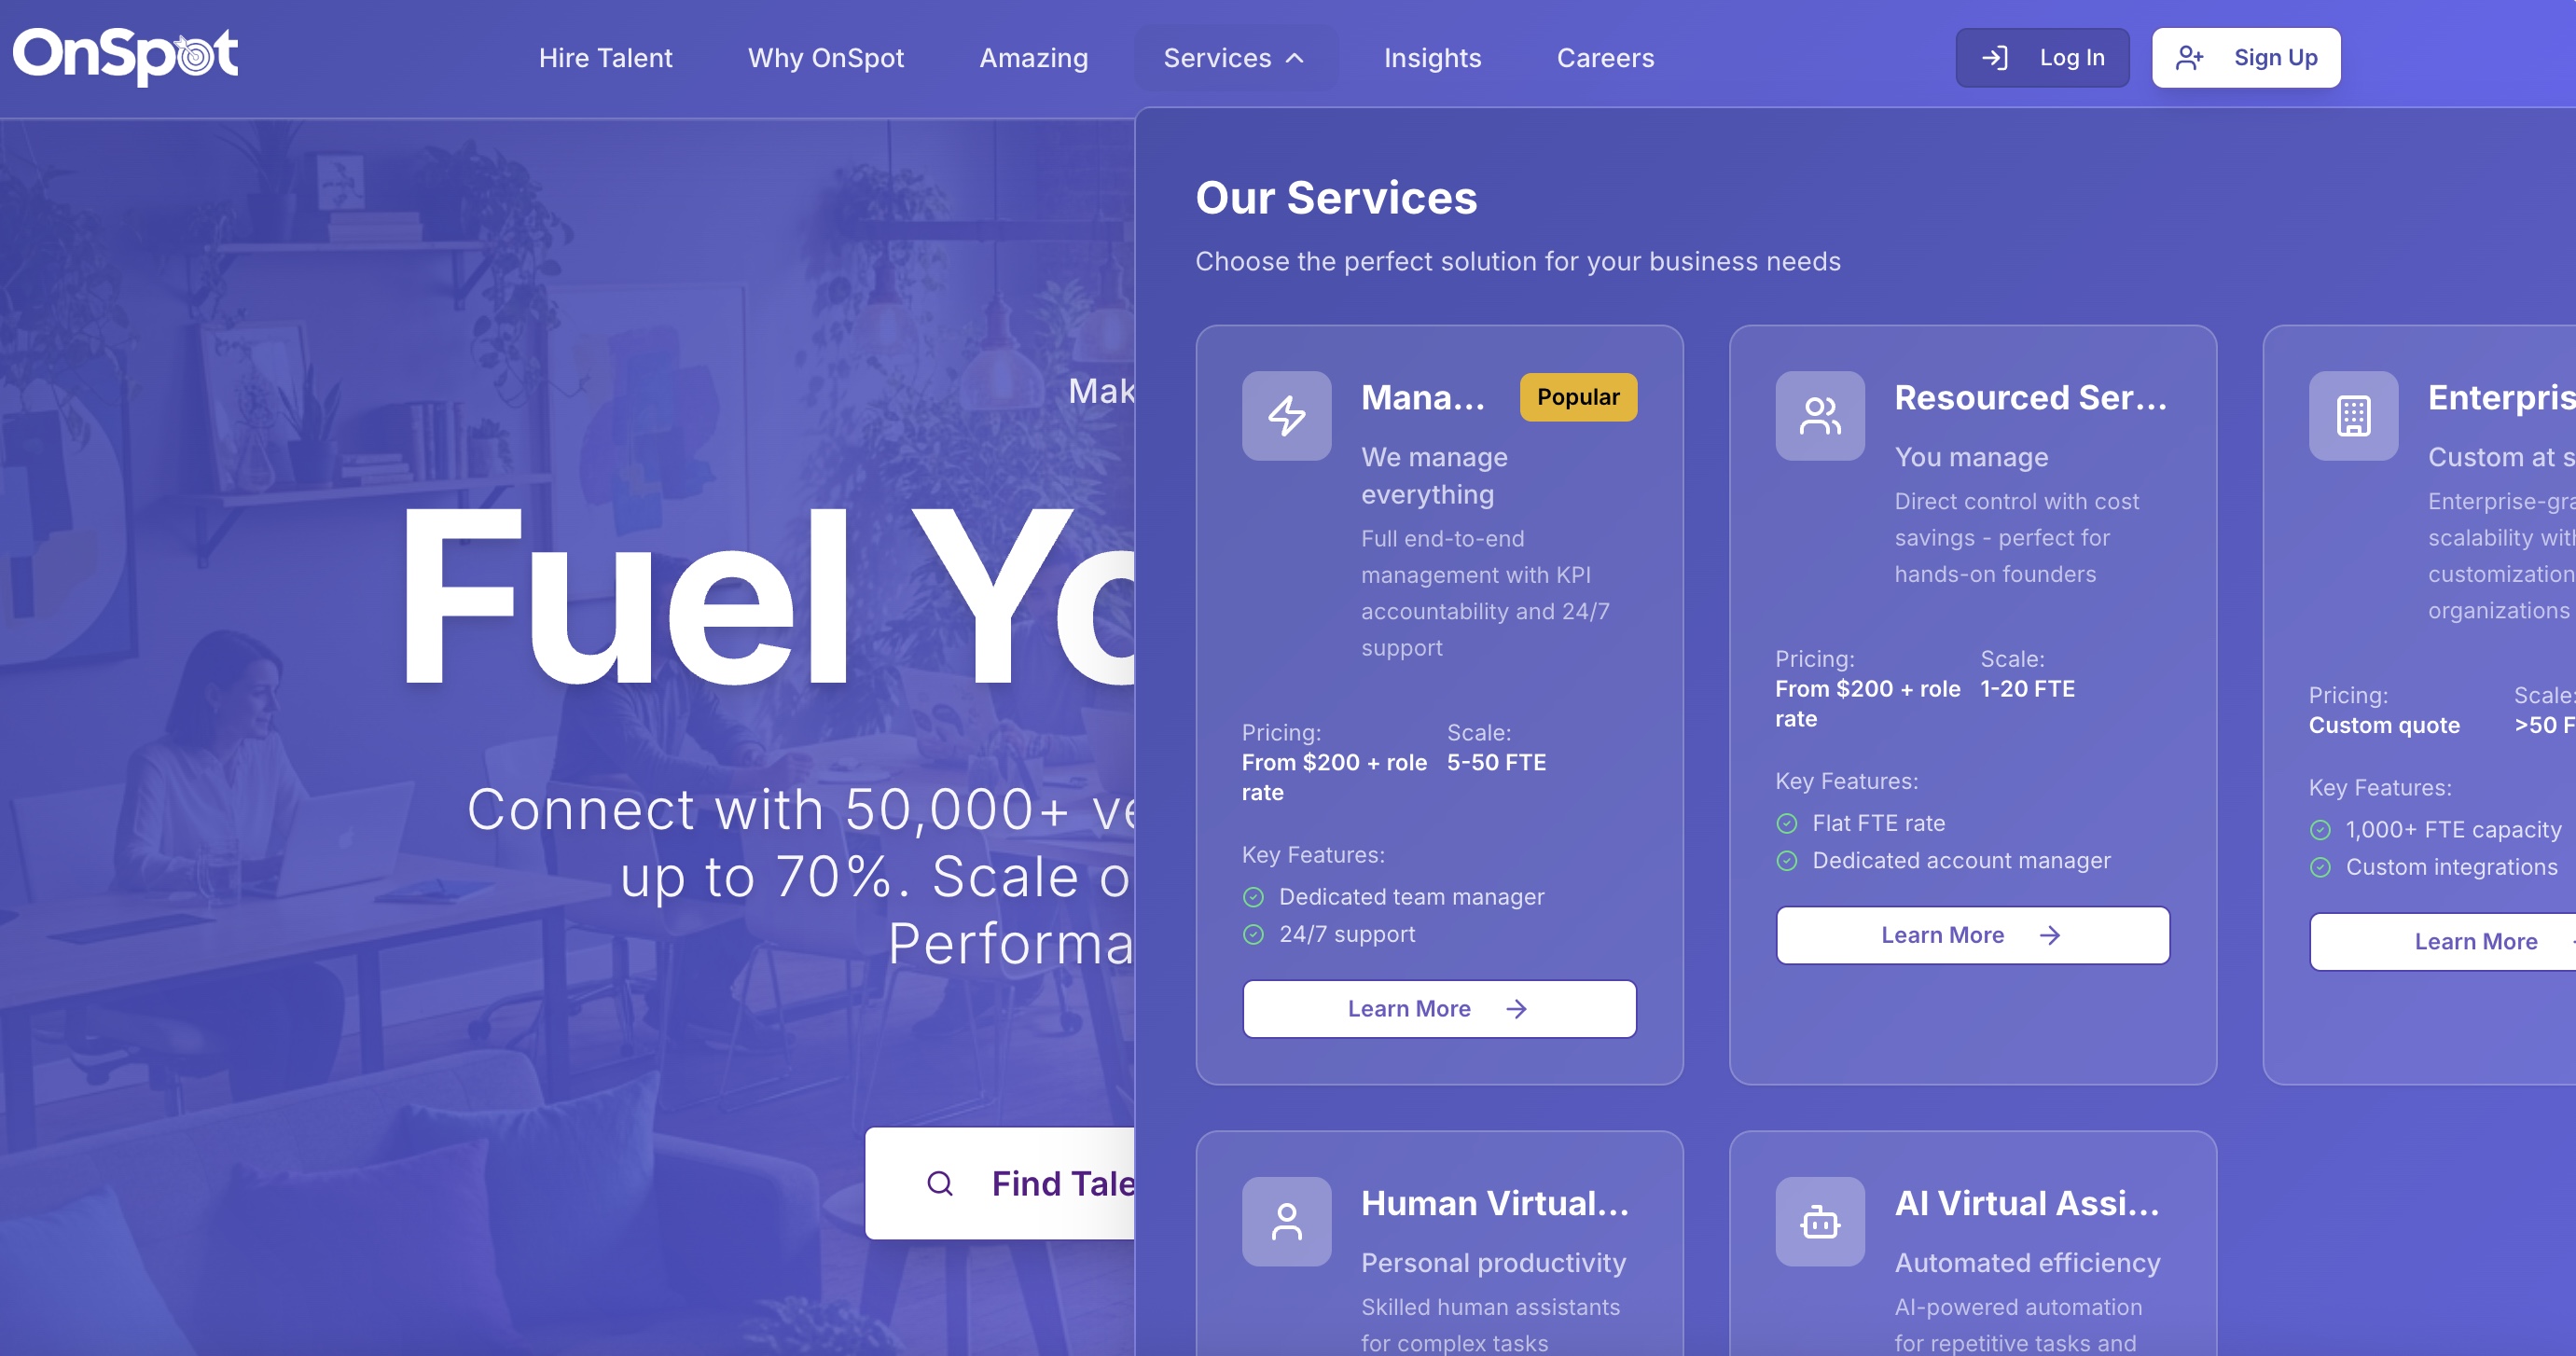 OnSpot
Hire Talent
Why OnSpot
Amazing
Services
Insights
Careers
Log In
Sign Up
Mak
Fuel Yo
Connect with 50,000+ ve
up to 70%. Scale o
Performa
Find Tale
Our Services
Choose the perfect solution for your business needs
Mana...
Popular
We manage
everything
Full end-to-end
management with KPI
accountability and 24/7
support
Pricing:
From $200 + role
rate
Scale:
5-50 FTE
Key Features:
Dedicated team manager
24/7 support
Learn More
Resourced Ser...
You manage
Direct control with cost
savings - perfect for
hands-on founders
Pricing:
From $200 + role
rate
Scale:
1-20 FTE
Key Features:
Flat FTE rate
Dedicated account manager
Learn More
Enterpris
Custom at s
Enterprise-gra
scalability with
customization
organizations
Pricing:
Custom quote
Scale:
>50 F
Key Features:
1,000+ FTE capacity
Custom integrations
Learn More
Human Virtual...
Personal productivity
Skilled human assistants
for complex tasks
AI Virtual Assi...
Automated efficiency
AI-powered automation
for repetitive tasks and